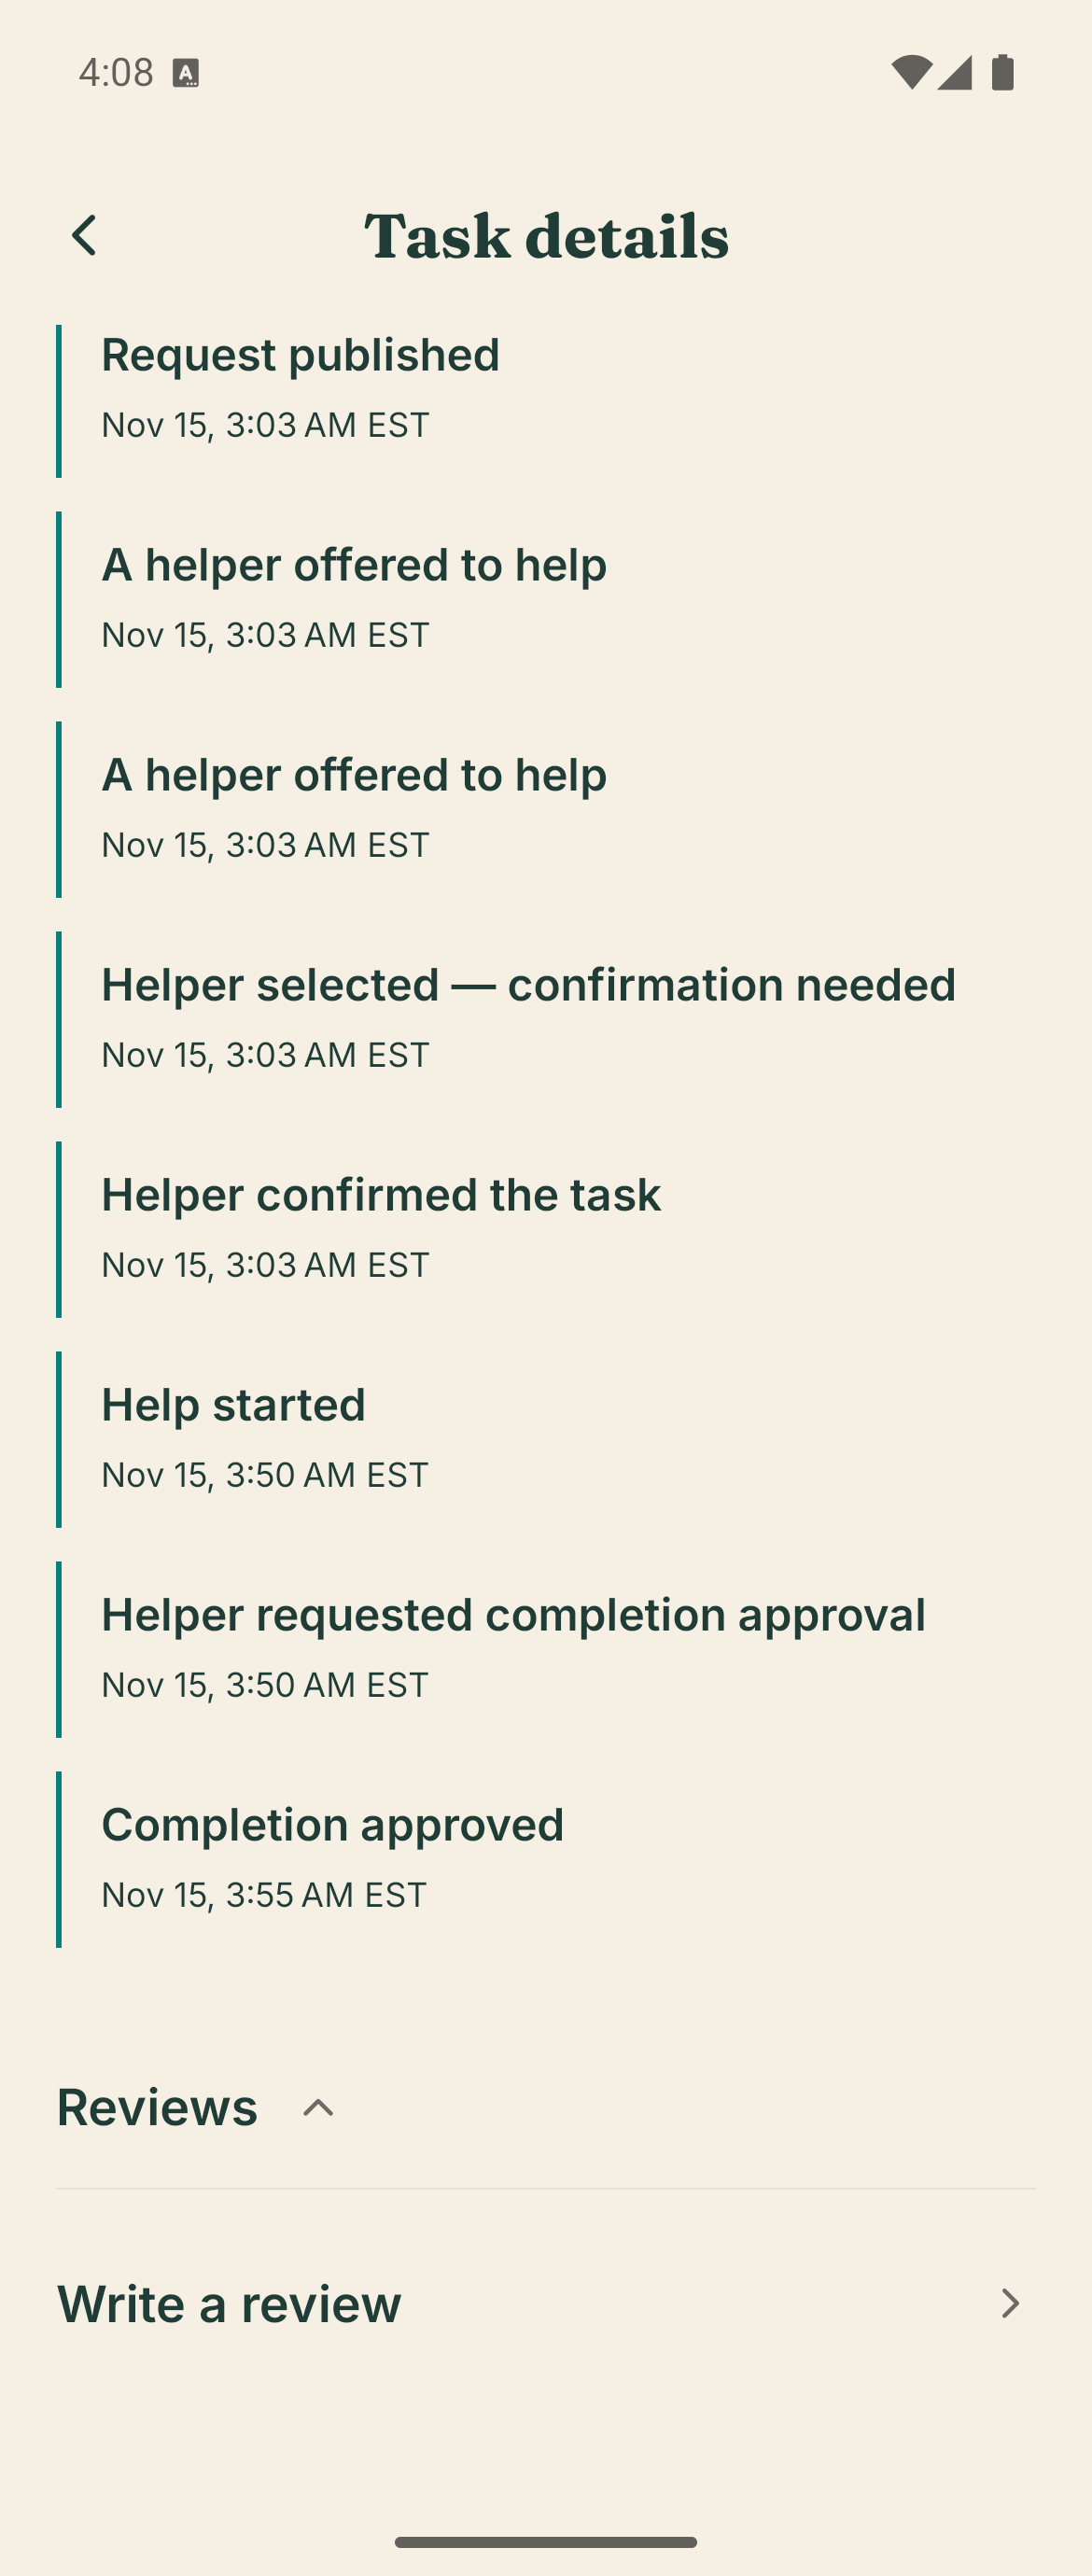 4:08
Task details
Request published
Nov 15, 3:03 AM EST
A helper offered to help
Nov 15, 3:03 AM EST
A helper offered to help
Nov 15, 3:03 AM EST
Helper selected — confirmation needed
Nov 15, 3:03 AM EST
Helper confirmed the task
Nov 15, 3:03 AM EST
Help started
Nov 15, 3:50 AM EST
Helper requested completion approval
Nov 15, 3:50 AM EST
Completion approved
Nov 15, 3:55 AM EST
Reviews
Write a review